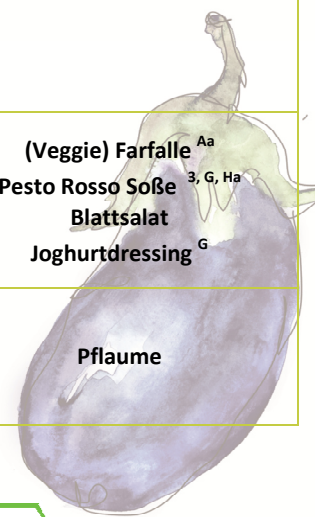 (Veggie) Farfalle Aa
Pesto Rosso Soße 3, G, Ha
Blattsalat
Joghurtdressing G
Pflaume